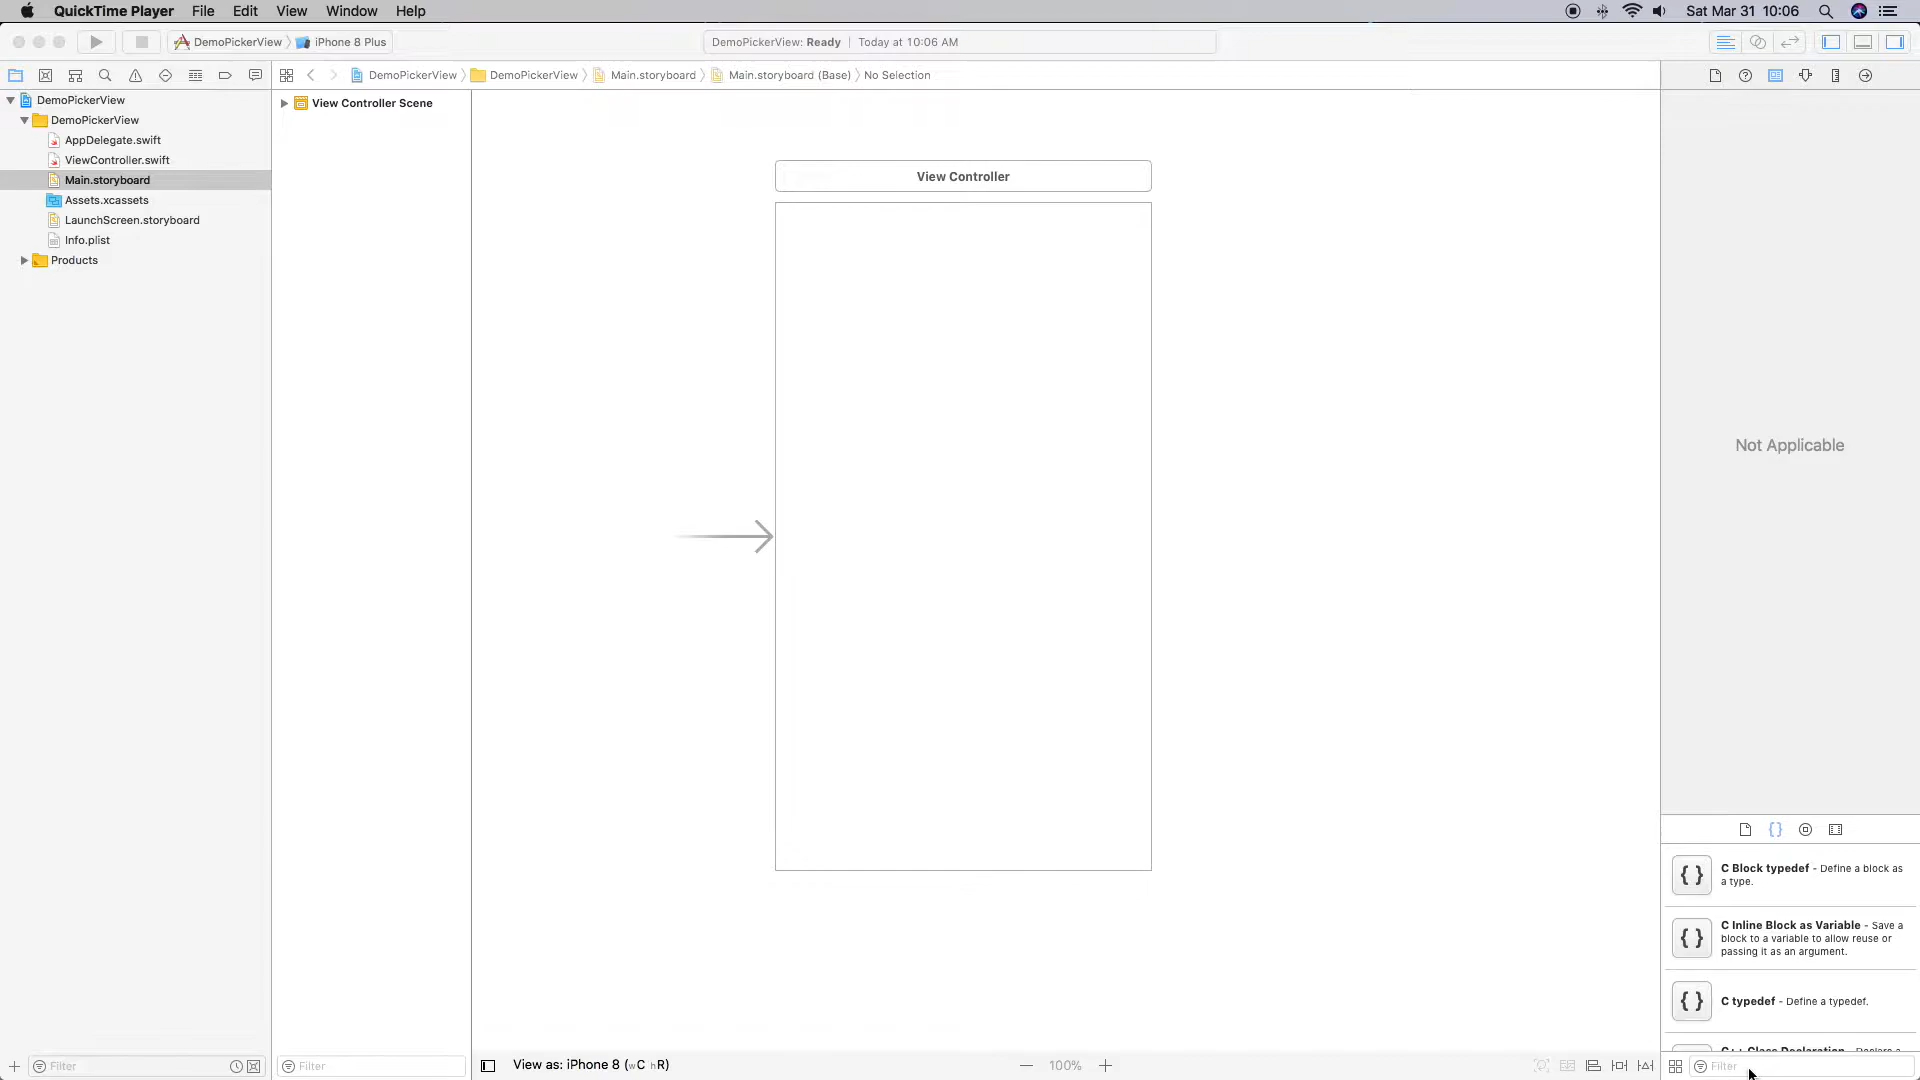 QuickTime Player File Edit View Window Help Sat Mar 31 10:06
DemoPickerView iPhone 8 Plus DemoPickerView: Ready Today at 10:06 AM
DemoPickerView DemoPickerView Main.storyboard Main.storyboard (Base) No Selection
DemoPickerView
DemoPickerView
AppDelegate.swift
ViewController.swift
Main.storyboard
Assets.xcassets
LaunchScreen.storyboard
Info.plist
Products
View Controller Scene
View Controller
Not Applicable
{}
{ } C Block typedef - Define a block as
a type.
C Inline Block as Variable - Save a
{ } block to a variable to allow reuse or
passing it as an argument.
{ } C typedef - Define a typedef.
C++ Class Declaration
Filter
Filter
View as: iPhone 8 (wC hR)
100%
Filter